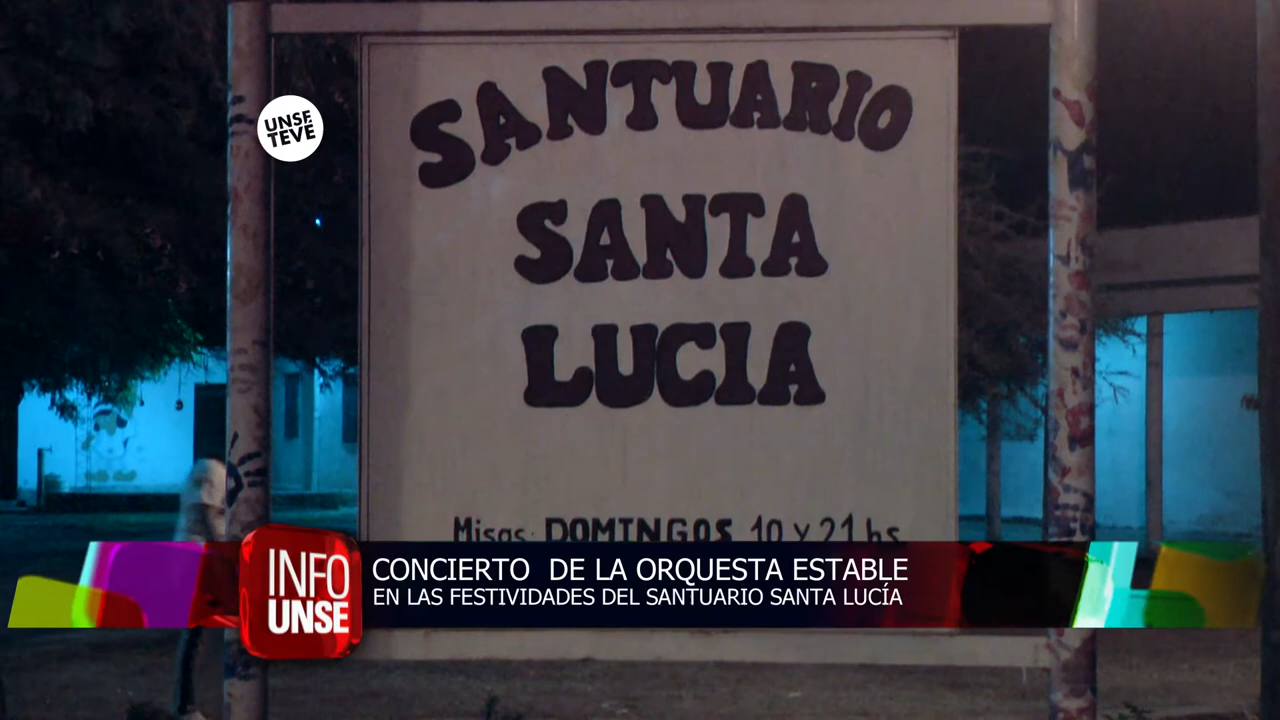 SANTUARIO
SANTA
LUCIA
Misas: DOMINGOS 10 y 21 hs
UNSE
TEVÉ
INFO
UNSE
CONCIERTO DE LA ORQUESTA ESTABLE
EN LAS FESTIVIDADES DEL SANTUARIO SANTA LUCÍA